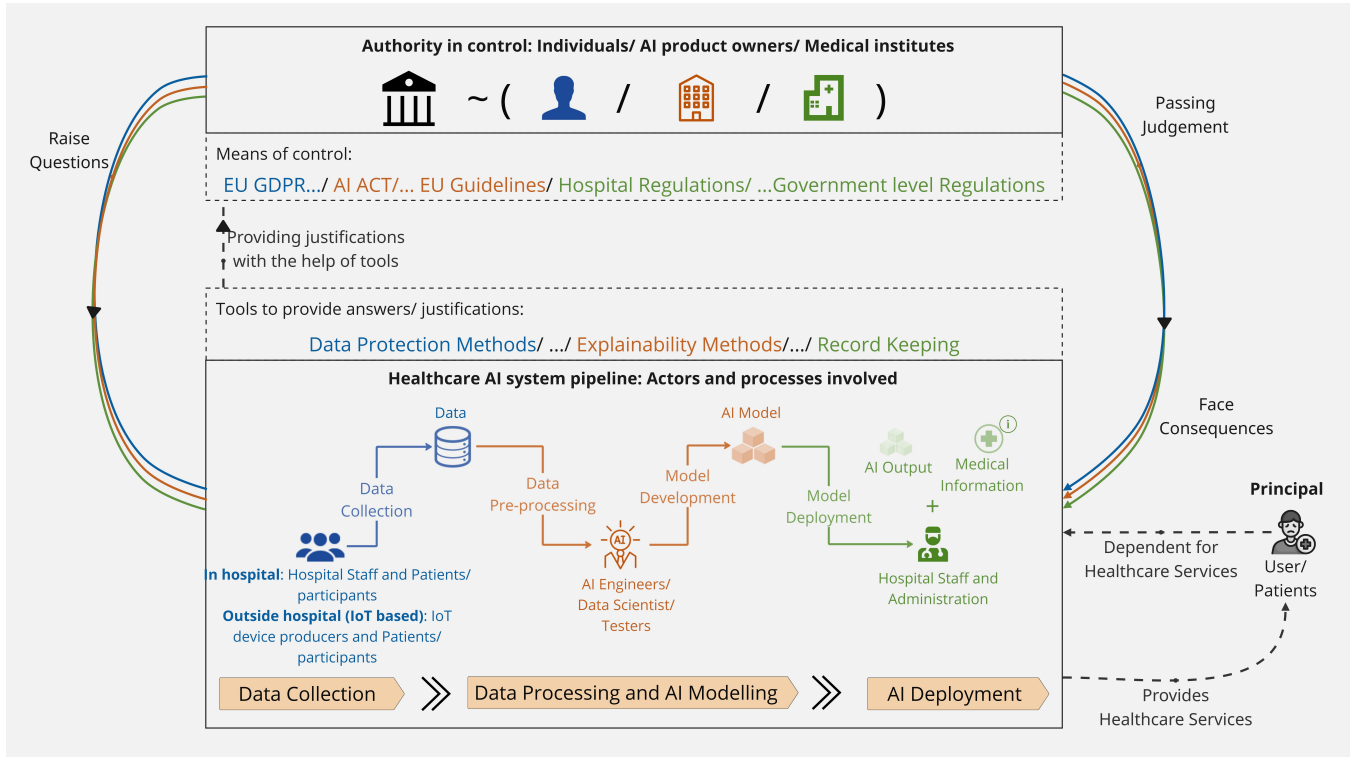 Authority in control: Individuals/ AI product owners/ Medical institutes
~ ( / / )
Raise
Questions
Passing
Judgement
Means of control:
EU GDPR.../ AI ACT/... EU Guidelines/ Hospital Regulations/ ...Government level Regulations
Providing justifications
with the help of tools
Tools to provide answers/ justifications:
Data Protection Methods/ .../ Explainability Methods/.../ Record Keeping
Healthcare AI system pipeline: Actors and processes involved
Data
AI Model
i
AI Output
Medical
Information
Data
Collection
Data
Pre-processing
Model
Development
Model
Deployment
+
AI
In hospital: Hospital Staff and Patients/
participants
Outside hospital (IoT based): IoT
device producers and Patients/
participants
AI Engineers/
Data Scientist/
Testers
Hospital Staff and
Administration
Face
Consequences
Principal
Dependent for
Healthcare Services
User/
Patients
Data Collection
Data Processing and AI Modelling
AI Deployment
Provides
Healthcare Services